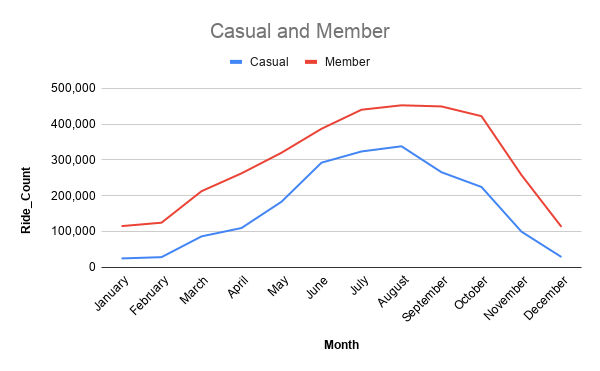 Casual and Member
Casual Member
500,000
400,000
300,000
200,000
100,000
0
Ride_Count
January
February
March
April
May
June
July
August
September
October
November
December
Month